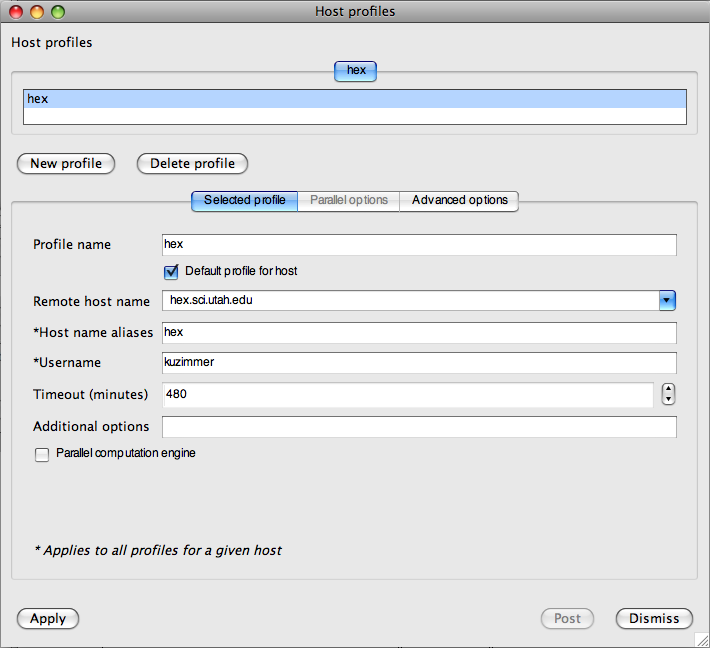 Host profiles
Host profiles
hex
hex
New profile Delete profile
Selected profile Parallel options Advanced options
Profile name hex
Default profile for host
Remote host name hex.sci.utah.edu
*Host name aliases hex
*Username kuzimmer
Timeout (minutes) 480
Additional options
Parallel computation engine
* Applies to all profiles for a given host
Apply Post Dismiss